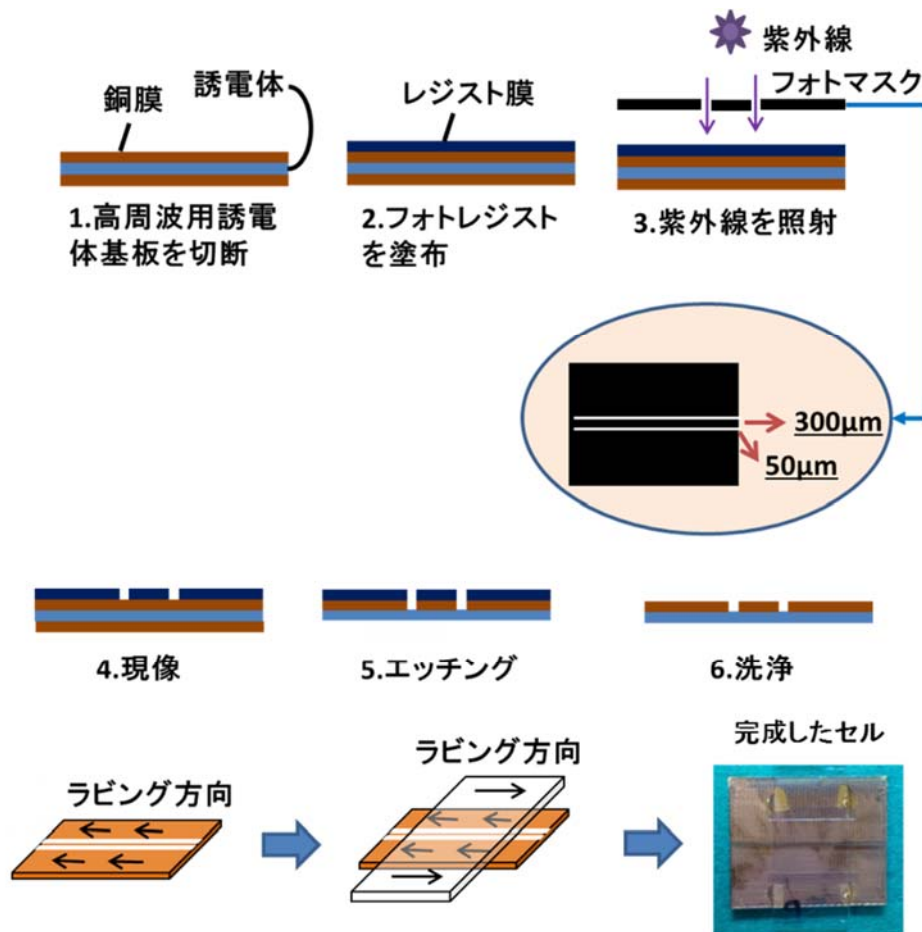 紫外線
フォトマスク
銅膜
誘電体
レジスト膜
1.高周波用誘電
体基板を切断
2.フォトレジスト
を塗布
3.紫外線を照射
300μm
50μm
4.現像
5.エッチング
6.洗浄
ラビング方向
ラビング方向
完成したセル